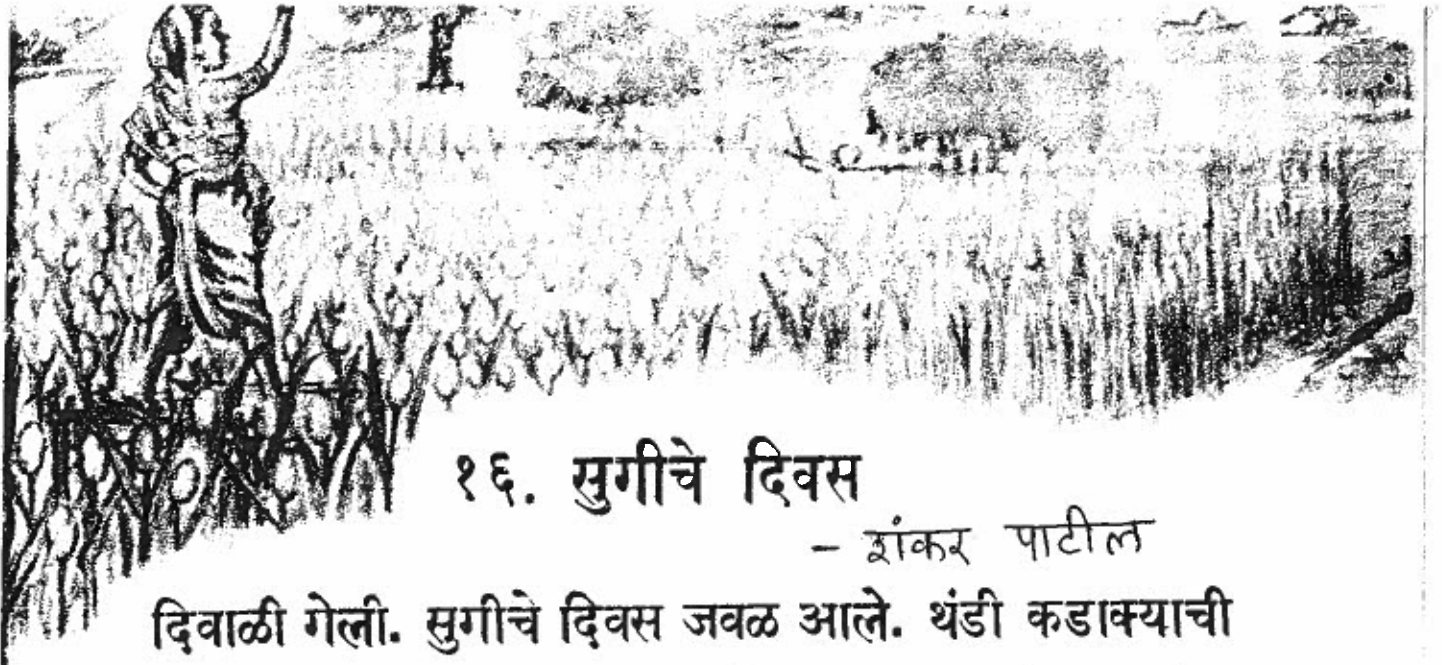 १६. सुगीचे दिवस
- शंकर पाटील
दिवाळी गेली. सुगीचे दिवस जवळ आले. थंडी कडाक्याची